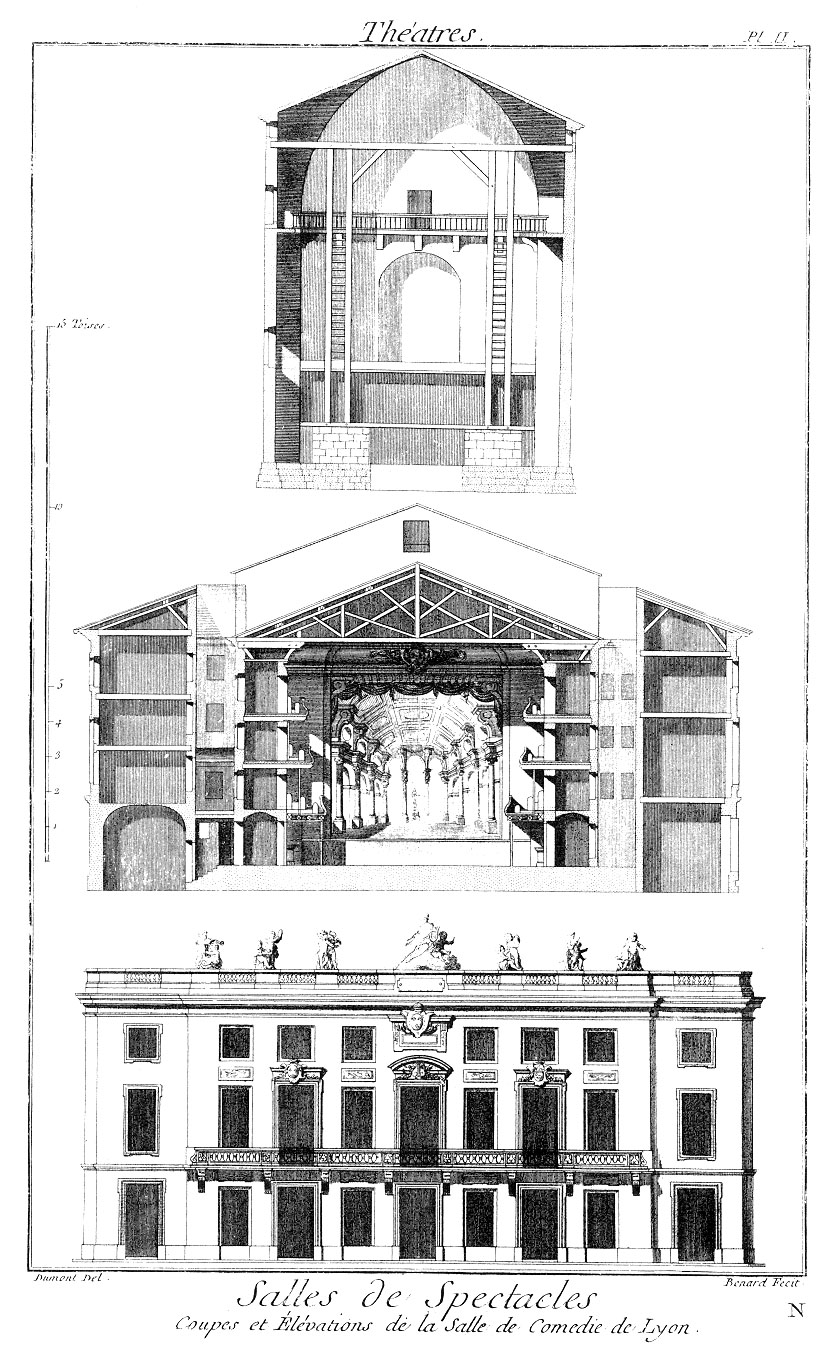 Théatres.
Pl. II.
15 Toises.
10
5
4
3
2
1
0
Dumont Del.
Benard Fecit
Salles de Spectacles
Coupes et Élévations de la Salle de Comedie de Lyon.
N